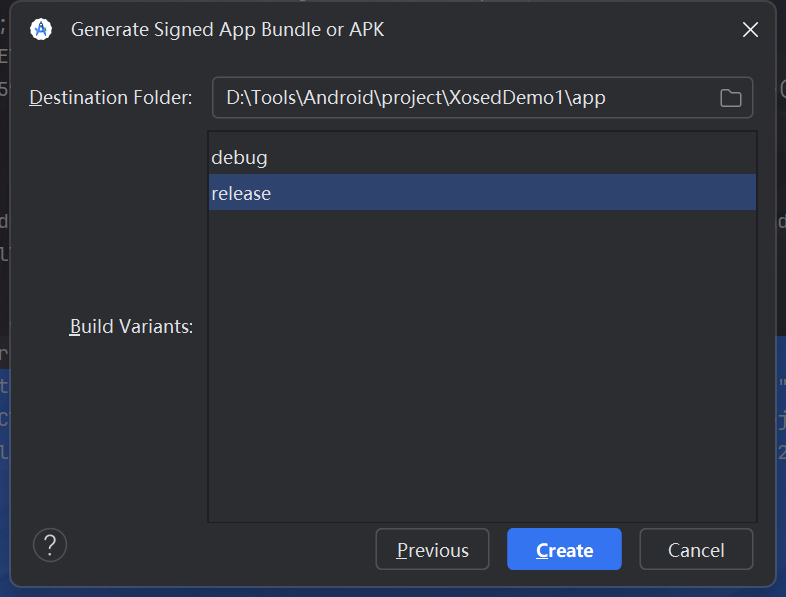 Generate Signed App Bundle or APK
Destination Folder: D:\Tools\Android\project\XosedDemo1\app
debug
release
Build Variants:
?
Previous Create Cancel